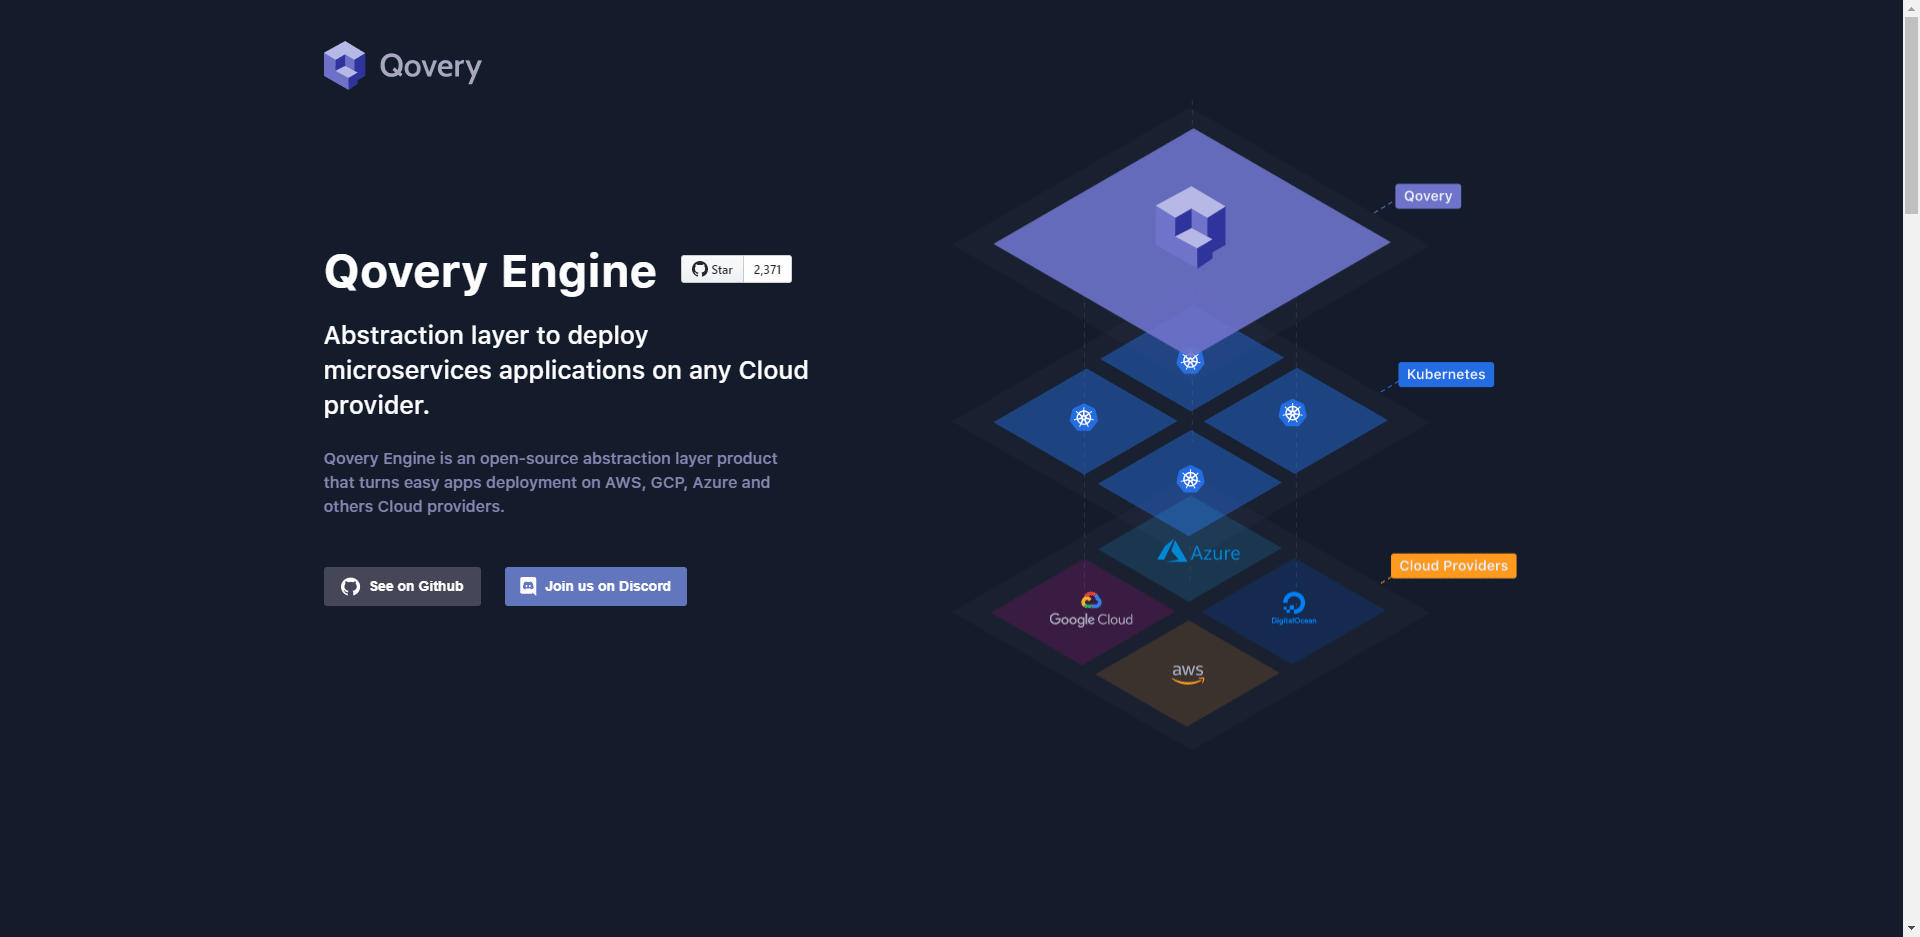 Qovery
Qovery Engine
Star
2,371
Abstraction layer to deploy
microservices applications on any Cloud
provider.
Qovery Engine is an open-source abstraction layer product
that turns easy apps deployment on AWS, GCP, Azure and
others Cloud providers.
See on Github
Join us on Discord
Qovery
Kubernetes
Azure
Cloud Providers
Google Cloud
DigitalOcean
aws